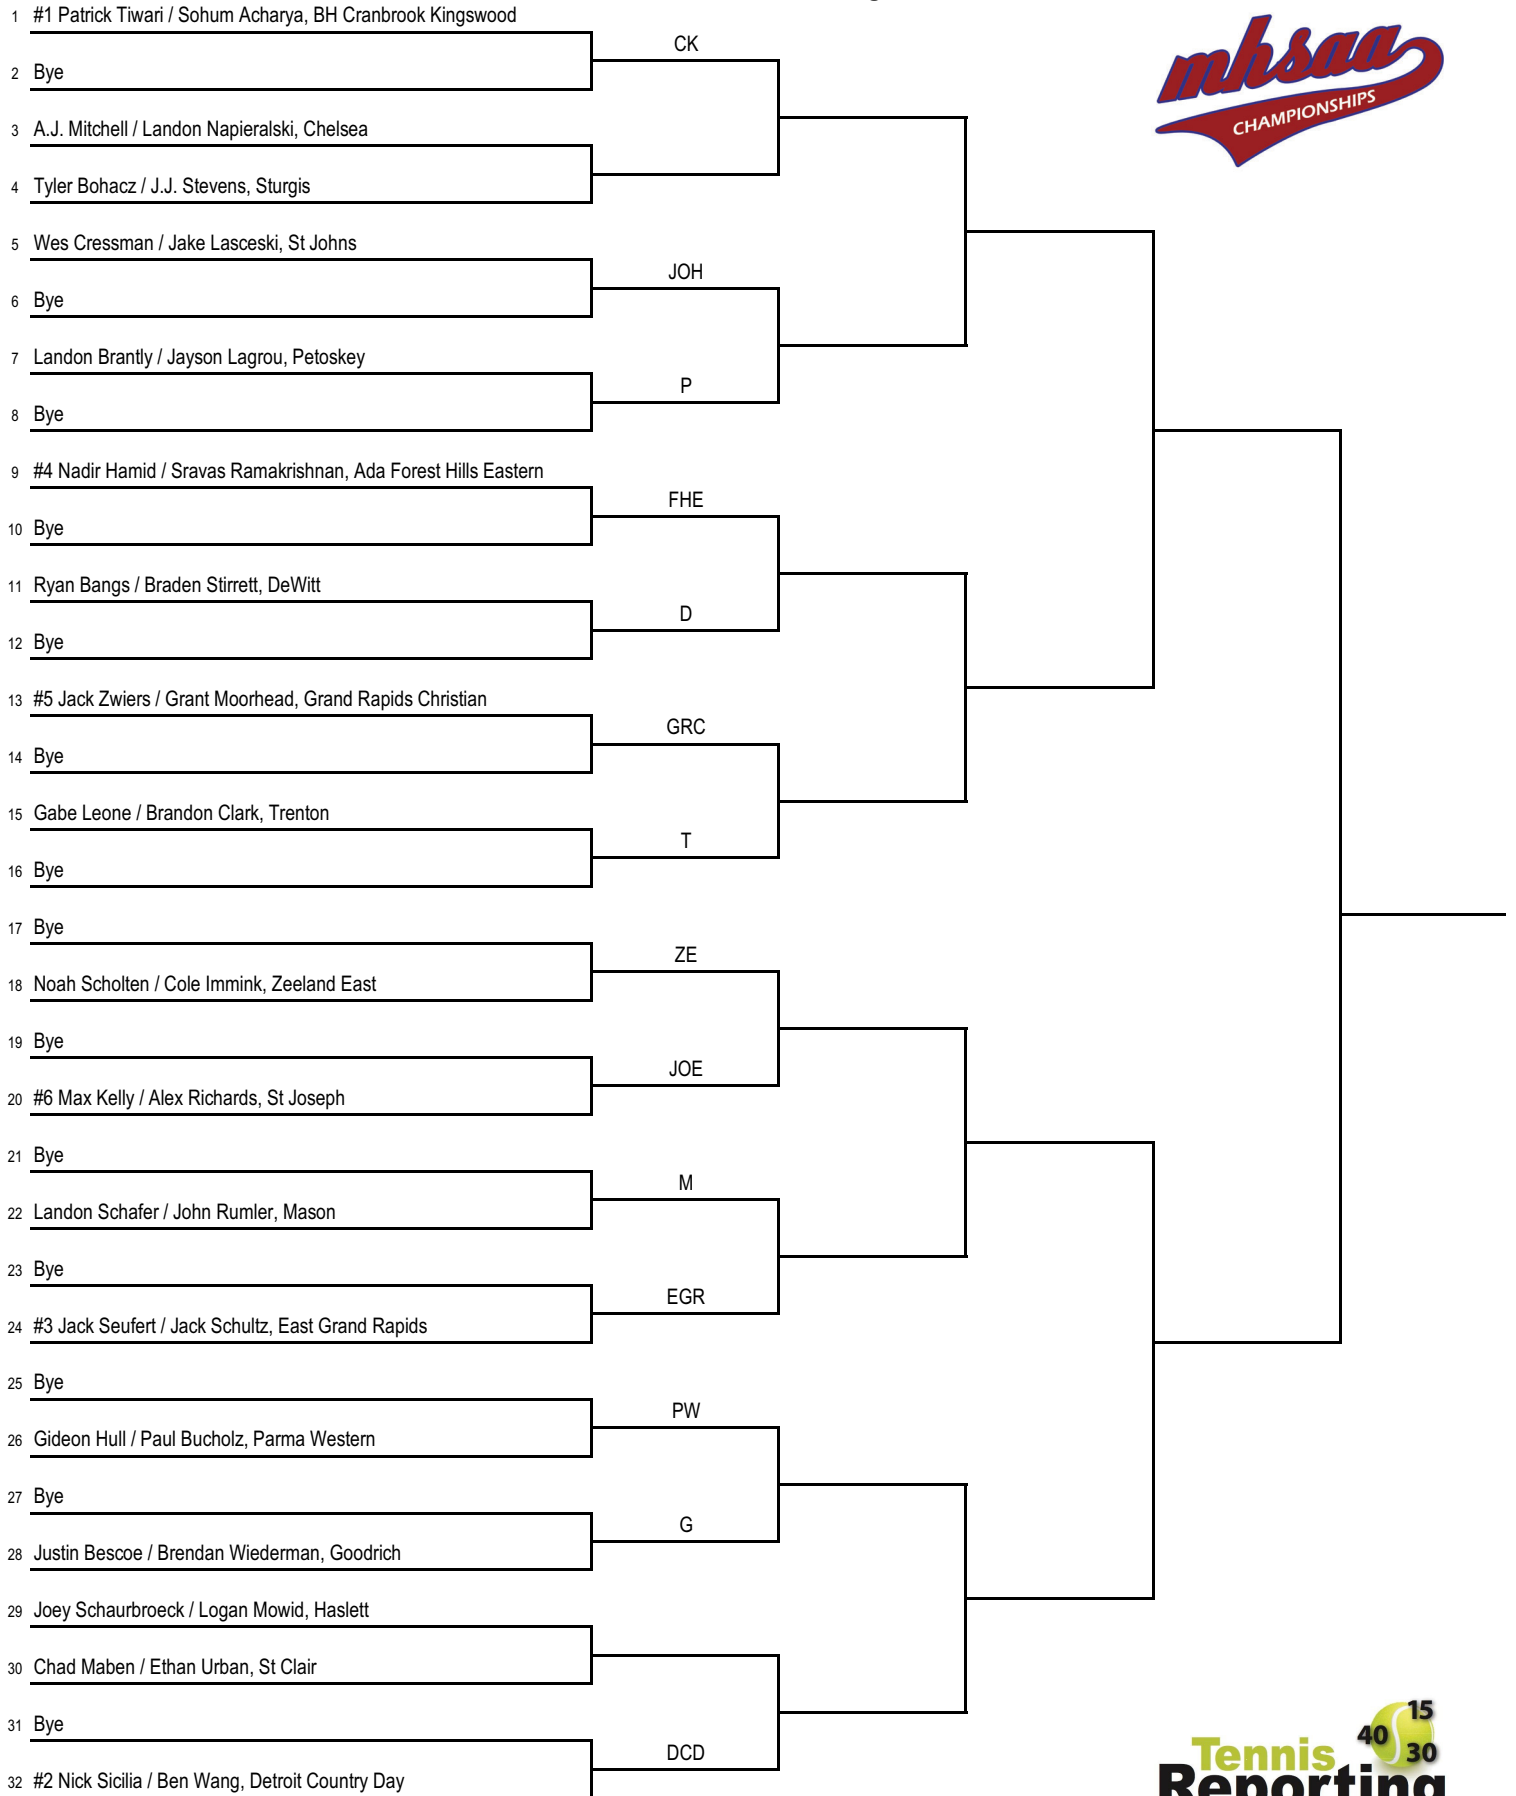 1 #1 Patrick Tiwari / Sohum Acharya, BH Cranbrook Kingswood
CK
2 Bye
3 A.J. Mitchell / Landon Napieralski, Chelsea
4 Tyler Bohacz / J.J. Stevens, Sturgis
5 Wes Cressman / Jake Lasceski, St Johns
JOH
6 Bye
7 Landon Brantly / Jayson Lagrou, Petoskey
P
8 Bye
9 #4 Nadir Hamid / Sravas Ramakrishnan, Ada Forest Hills Eastern
FHE
10 Bye
11 Ryan Bangs / Braden Stirrett, DeWitt
D
12 Bye
13 #5 Jack Zwiers / Grant Moorhead, Grand Rapids Christian
GRC
14 Bye
15 Gabe Leone / Brandon Clark, Trenton
T
16 Bye
17 Bye
ZE
18 Noah Scholten / Cole Immink, Zeeland East
19 Bye
JOE
20 #6 Max Kelly / Alex Richards, St Joseph
21 Bye
M
22 Landon Schafer / John Rumler, Mason
23 Bye
EGR
24 #3 Jack Seufert / Jack Schultz, East Grand Rapids
25 Bye
PW
26 Gideon Hull / Paul Bucholz, Parma Western
27 Bye
G
28 Justin Bescoe / Brendan Wiederman, Goodrich
29 Joey Schaurbroeck / Logan Mowid, Haslett
30 Chad Maben / Ethan Urban, St Clair
31 Bye
DCD
32 #2 Nick Sicilia / Ben Wang, Detroit Country Day
mhsaa
CHAMPIONSHIPS
15
40
30
Tennis
Reporting